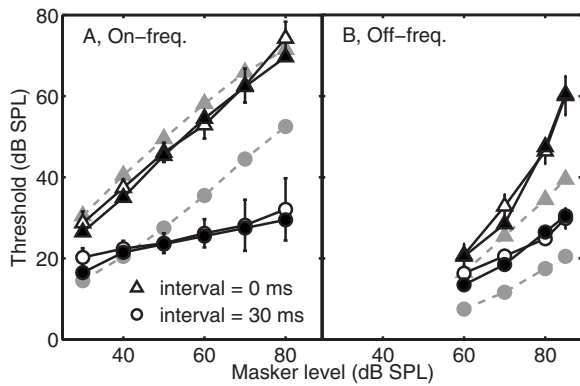 A, On−freq.
B, Off−freq.
80
60
40
20
0
Threshold
(dB SPL)
interval = 0 ms
interval = 30 ms
40 60 80
40 60 80
Masker level (dB SPL)